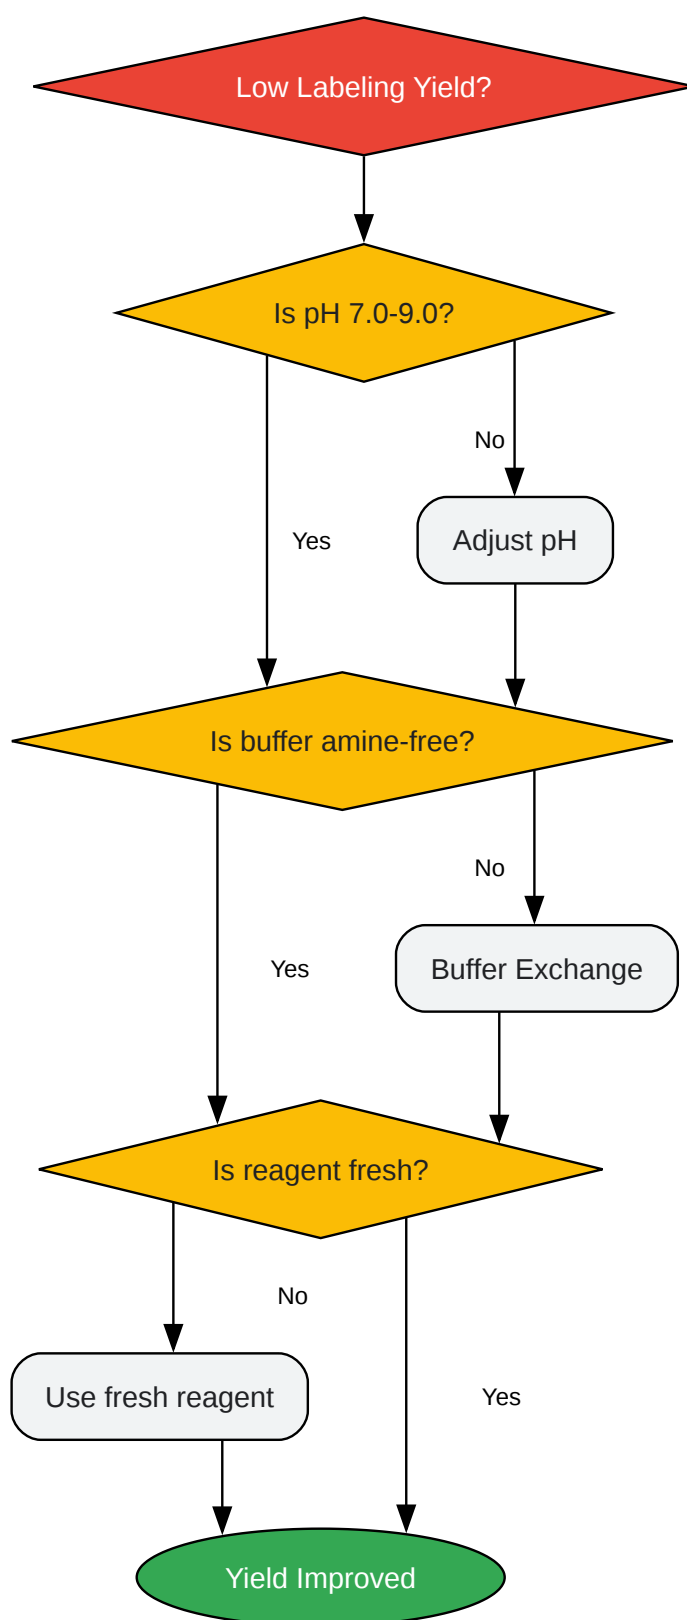 Low Labeling Yield?
Is pH 7.0-9.0?
No
Yes
Adjust pH
Is buffer amine-free?
No
Yes
Buffer Exchange
Is reagent fresh?
No
Use fresh reagent
Yes
Yield Improved